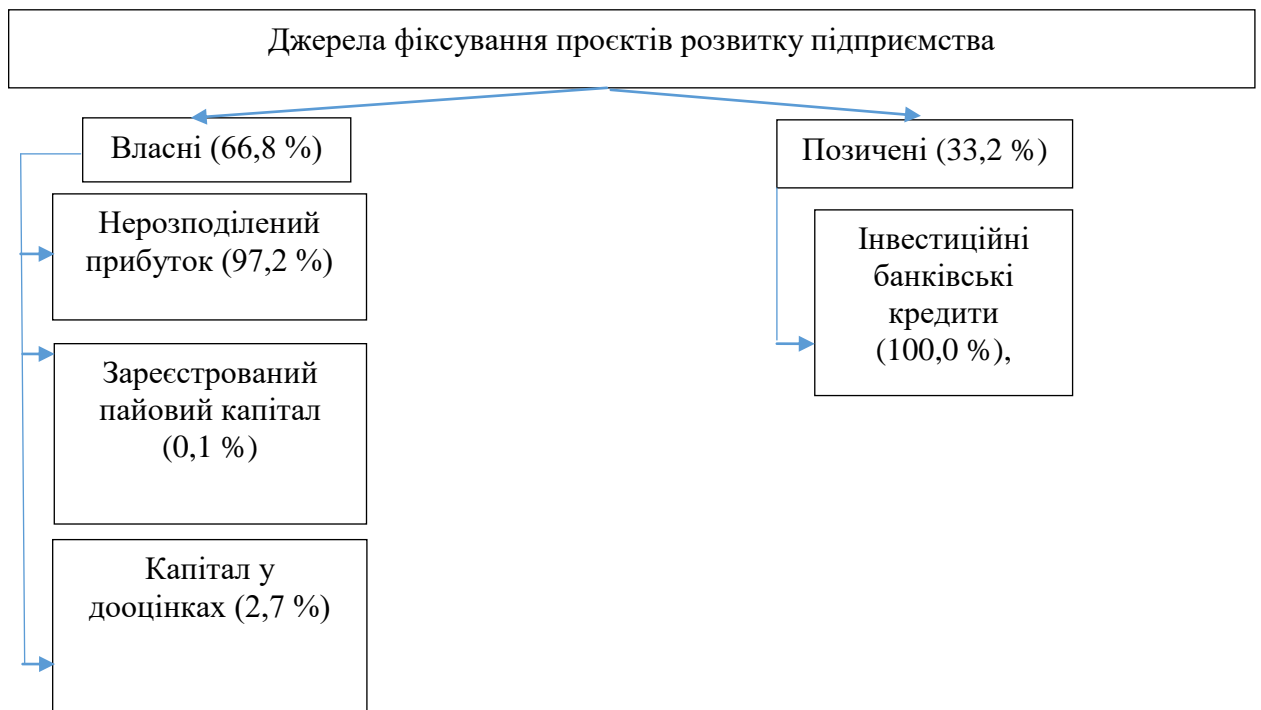 Джерела фіксування проєктів розвитку підприємства
Власні (66,8 %)
Позичені (33,2 %)
Нерозподілений
прибуток (97,2 %)
Інвестиційні
банківські
кредити
(100,0 %),
Зареєстрований
пайовий капітал
(0,1 %)
Капітал у
дооцінках (2,7 %)